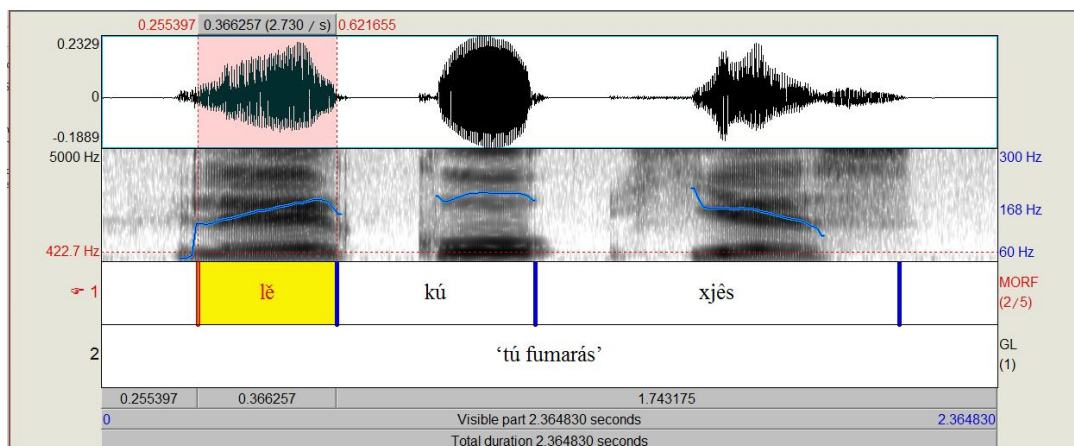 0.255397 0.366257 (2.730 / s) 0.621655
0.2329
0
-0.1889
5000 Hz 300 Hz
168 Hz
422.7 Hz 60 Hz
1 lě kú xjês MORF
(2/5)
2 ‘tú fumarás’ GL
(1)
0.255397 0.366257 1.743175
0 Visible part 2.364830 seconds 2.364830
Total duration 2.364830 seconds